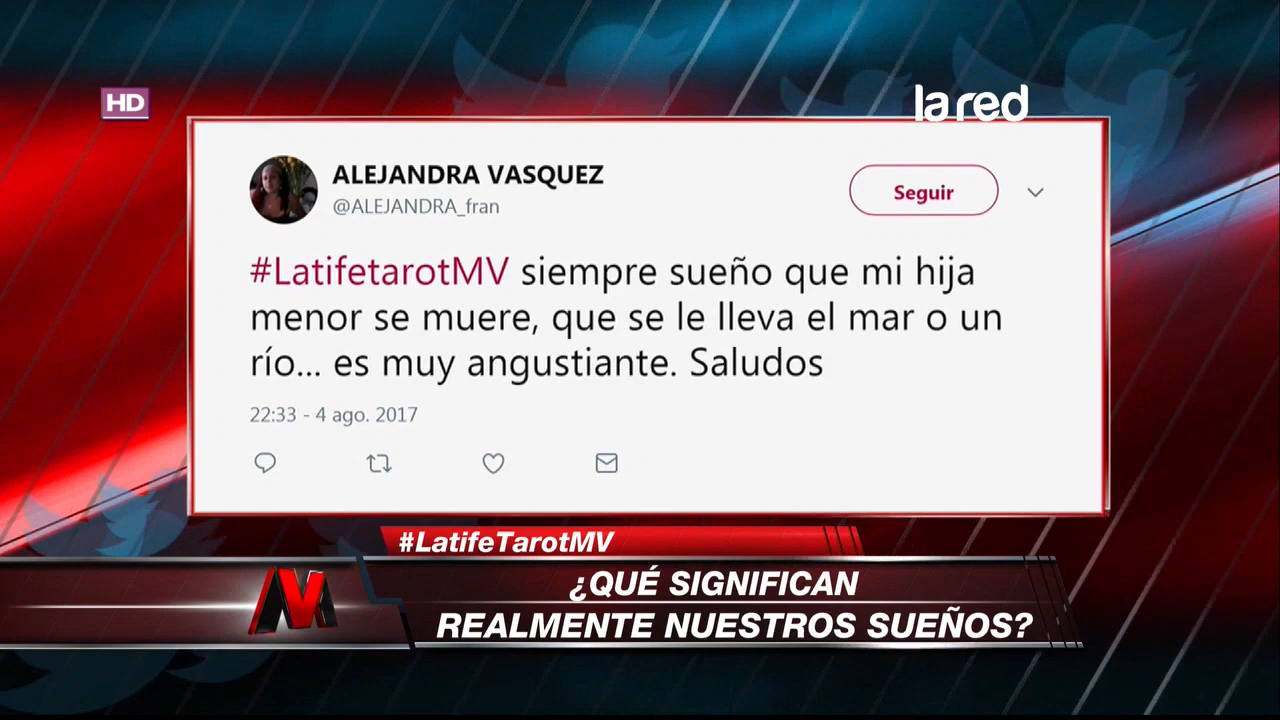 HD
la red
ALEJANDRA VASQUEZ
@ALEJANDRA_fran
Seguir
#LatifetarotMV siempre sueño que mi hija
menor se muere, que se le lleva el mar o un
río... es muy angustiante. Saludos
22:33 - 4 ago. 2017
#LatifeTarotMV
MV
¿QUÉ SIGNIFICAN
REALMENTE NUESTROS SUEÑOS?